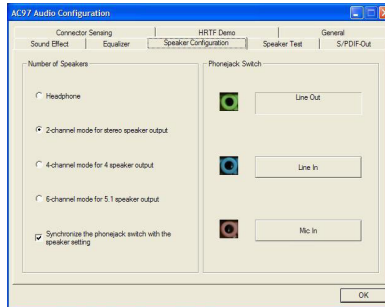 AC97 Audio Configuration
Connector Sensing
HRTF Demo
General
Sound Effect
Equalizer
Speaker Configuration
Speaker Test
S/PDIF-Out
Number of Speakers
Headphone
2-channel mode for stereo speaker output
4-channel mode for 4 speaker output
6-channel mode for 5.1 speaker output
Synchronize the phonejack switch with the
speaker setting
Phonejack Switch
Line Out
Line In
Mic In
OK